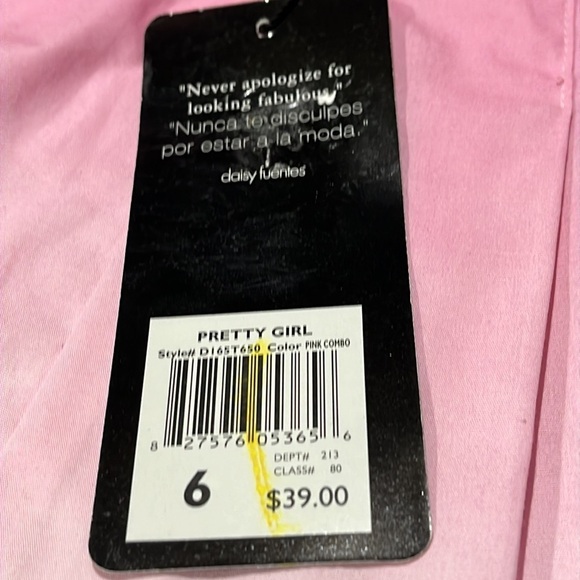 "Never apologize for
looking fabulous."
"Nunca te disculpes
por estar a la moda."
daisy fuentes
PRETTY GIRL
Style# D165T650 Color PINK COMBO
8 27576 05365 6
DEPT# 213
CLASS# 80
6 $39.00